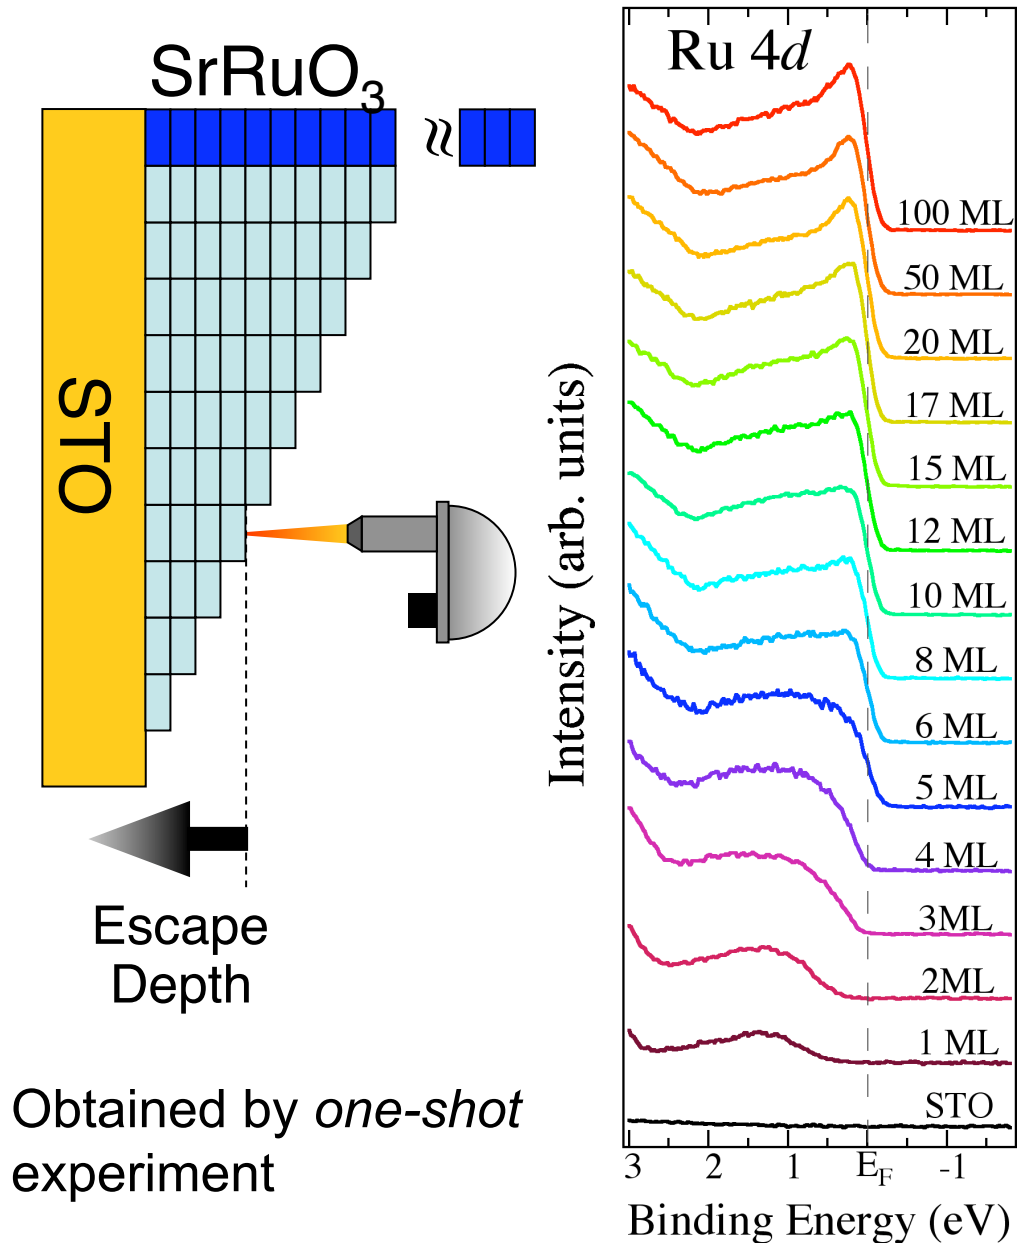 SrRuO3
≈
STO
Escape
Depth
Obtained by one-shot
experiment
Ru 4d
100 ML
50 ML
20 ML
17 ML
15 ML
12 ML
10 ML
8 ML
6 ML
5 ML
4 ML
3ML
2ML
1 ML
STO
Intensity (arb. units)
3 2 1 EF -1
Binding Energy (eV)